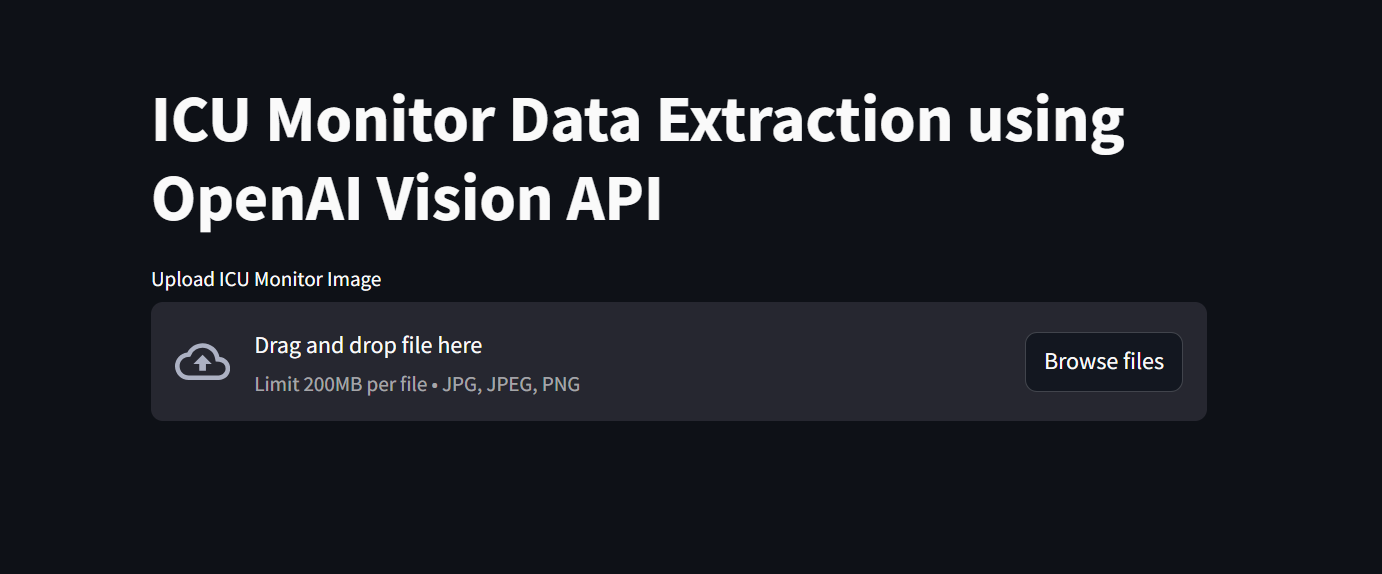 ICU Monitor Data Extraction using
OpenAI Vision API
Upload ICU Monitor Image
Drag and drop file here
Limit 200MB per file • JPG, JPEG, PNG
Browse files